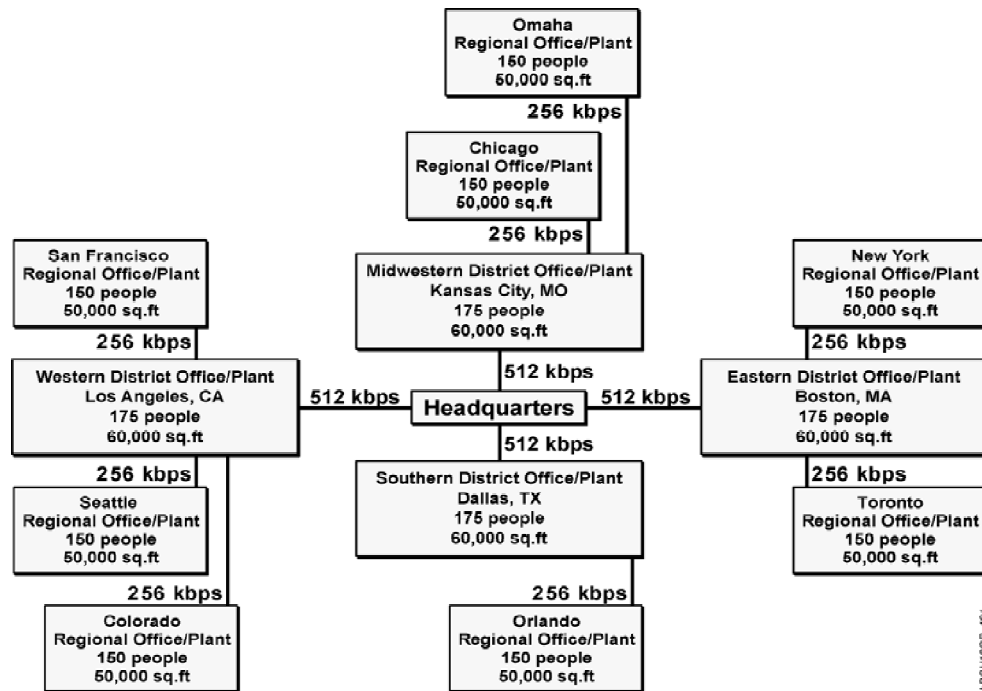 Omaha
Regional Office/Plant
150 people
50,000 sq.ft
256 kbps
Chicago
Regional Office/Plant
150 people
50,000 sq.ft
256 kbps
San Francisco
Regional Office/Plant
150 people
50,000 sq.ft
256 kbps
Midwestern District Office/Plant
Kansas City, MO
175 people
60,000 sq.ft
512 kbps
New York
Regional Office/Plant
150 people
50,000 sq.ft
256 kbps
Western District Office/Plant
Los Angeles, CA
175 people
60,000 sq.ft
512 kbps
Headquarters
512 kbps
Eastern District Office/Plant
Boston, MA
175 people
60,000 sq.ft
512 kbps
Southern District Office/Plant
Dallas, TX
175 people
60,000 sq.ft
256 kbps
Seattle
Regional Office/Plant
150 people
50,000 sq.ft
256 kbps
Toronto
Regional Office/Plant
150 people
50,000 sq.ft
256 kbps
Colorado
Regional Office/Plant
150 people
50,000 sq.ft
256 kbps
Orlando
Regional Office/Plant
150 people
50,000 sq.ft